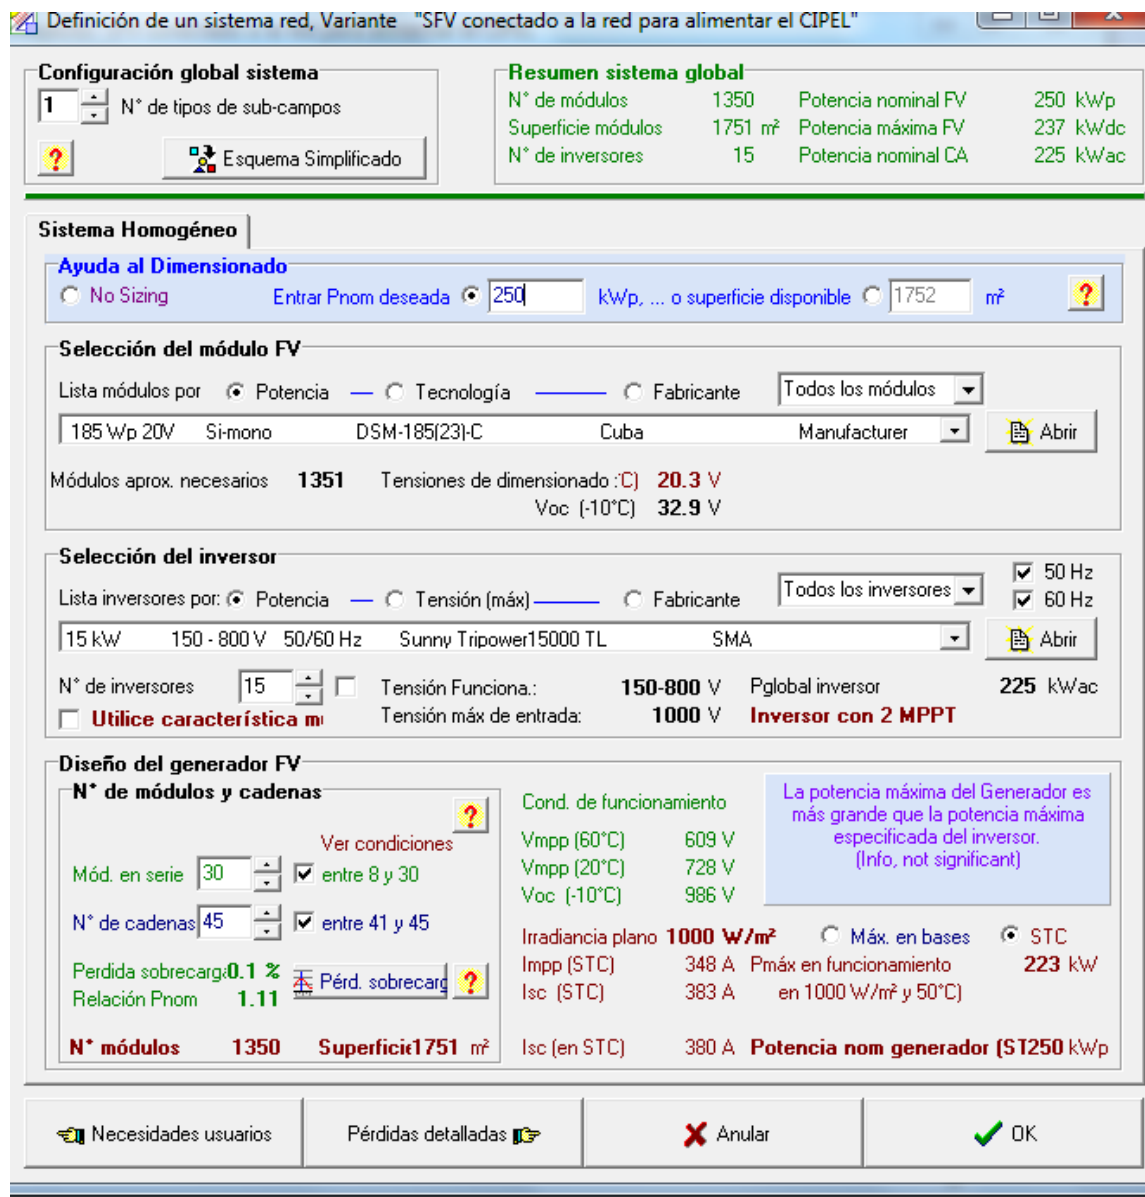 Definición de un sistema red, Variante "SFV conectado a la red para alimentar el CIPEL"
Configuración global sistema
1 N° de tipos de sub-campos
? Esquema Simplificado
Resumen sistema global
N° de módulos 1350 Potencia nominal FV 250 kWp
Superficie módulos 1751 m² Potencia máxima FV 237 kWdc
N° de inversores 15 Potencia nominal CA 225 kWac
Sistema Homogéneo
Ayuda al Dimensionado
No Sizing Entrar Pnom deseada 250 kWp, ... o superficie disponible 1752 m² ?
Selección del módulo FV
Lista módulos por Potencia Tecnología Fabricante Todos los módulos
185 Wp 20V Si-mono DSM-185(23)-C Cuba Manufacturer Abrir
Módulos aprox. necesarios 1351 Tensiones de dimensionado :°C) 20.3 V
Voc (-10°C) 32.9 V
Selección del inversor
Lista inversores por: Potencia Tensión (máx) Fabricante Todos los inversores 50 Hz
60 Hz
15 kW 150 - 800 V 50/60 Hz Sunny Tripower15000 TL SMA Abrir
N° de inversores 15 Tensión Funciona.: 150-800 V Pglobal inversor 225 kWac
Utilice característica m Tensión máx de entrada: 1000 V Inversor con 2 MPPT
Diseño del generador FV
N° de módulos y cadenas
?
Ver condiciones
Mód. en serie 30 entre 8 y 30
N° de cadenas 45 entre 41 y 45
Perdida sobrecarga 0.1 % Pérd. sobrecarg ?
Relación Pnom 1.11
N° módulos 1350 Superficie 1751 m²
Cond. de funcionamiento
Vmpp (60°C) 609 V
Vmpp (20°C) 728 V
Voc (-10°C) 986 V
La potencia máxima del Generador es
más grande que la potencia máxima
especificada del inversor.
(Info, not significant)
Irradiancia plano 1000 W/m² Máx. en bases STC
Impp (STC) 348 A Pmáx en funcionamiento 223 kW
Isc (STC) 383 A en 1000 W/m² y 50°C)
Isc (en STC) 380 A Potencia nom generador (ST250 kWp
Necesidades usuarios Pérdidas detalladas Anular OK